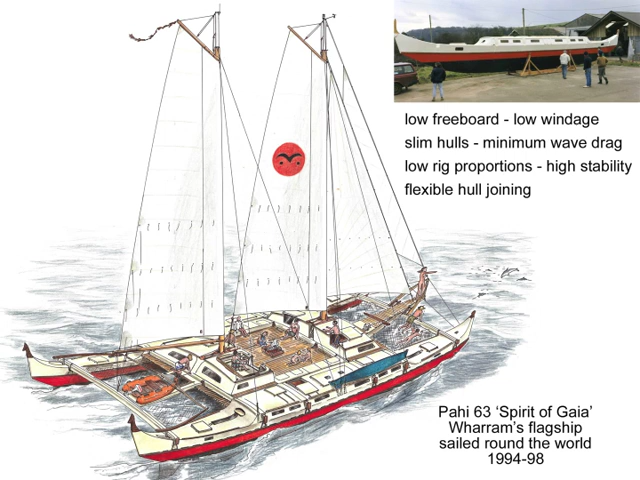 low freeboard - low windage
slim hulls - minimum wave drag
low rig proportions - high stability
flexible hull joining
Pahi 63 ‘Spirit of Gaia’
Wharram’s flagship
sailed round the world
1994-98